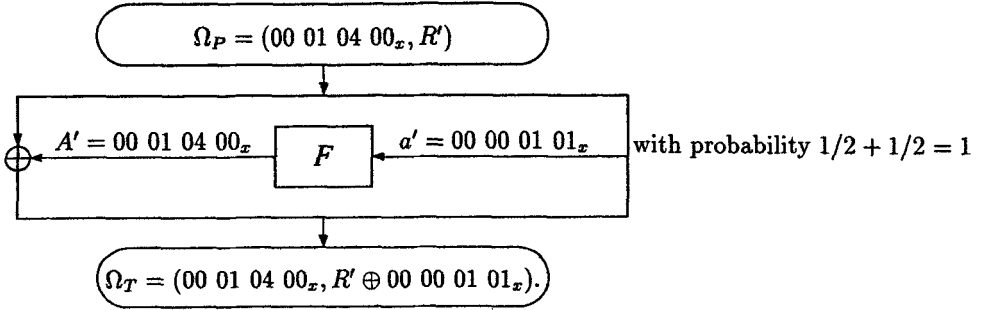 Ω_P = (00 01 04 00_x, R′)
A′ = 00 01 04 00_x F a′ = 00 00 01 01_x with probability 1/2 + 1/2 = 1
Ω_T = (00 01 04 00_x, R′ ⊕ 00 00 01 01_x).